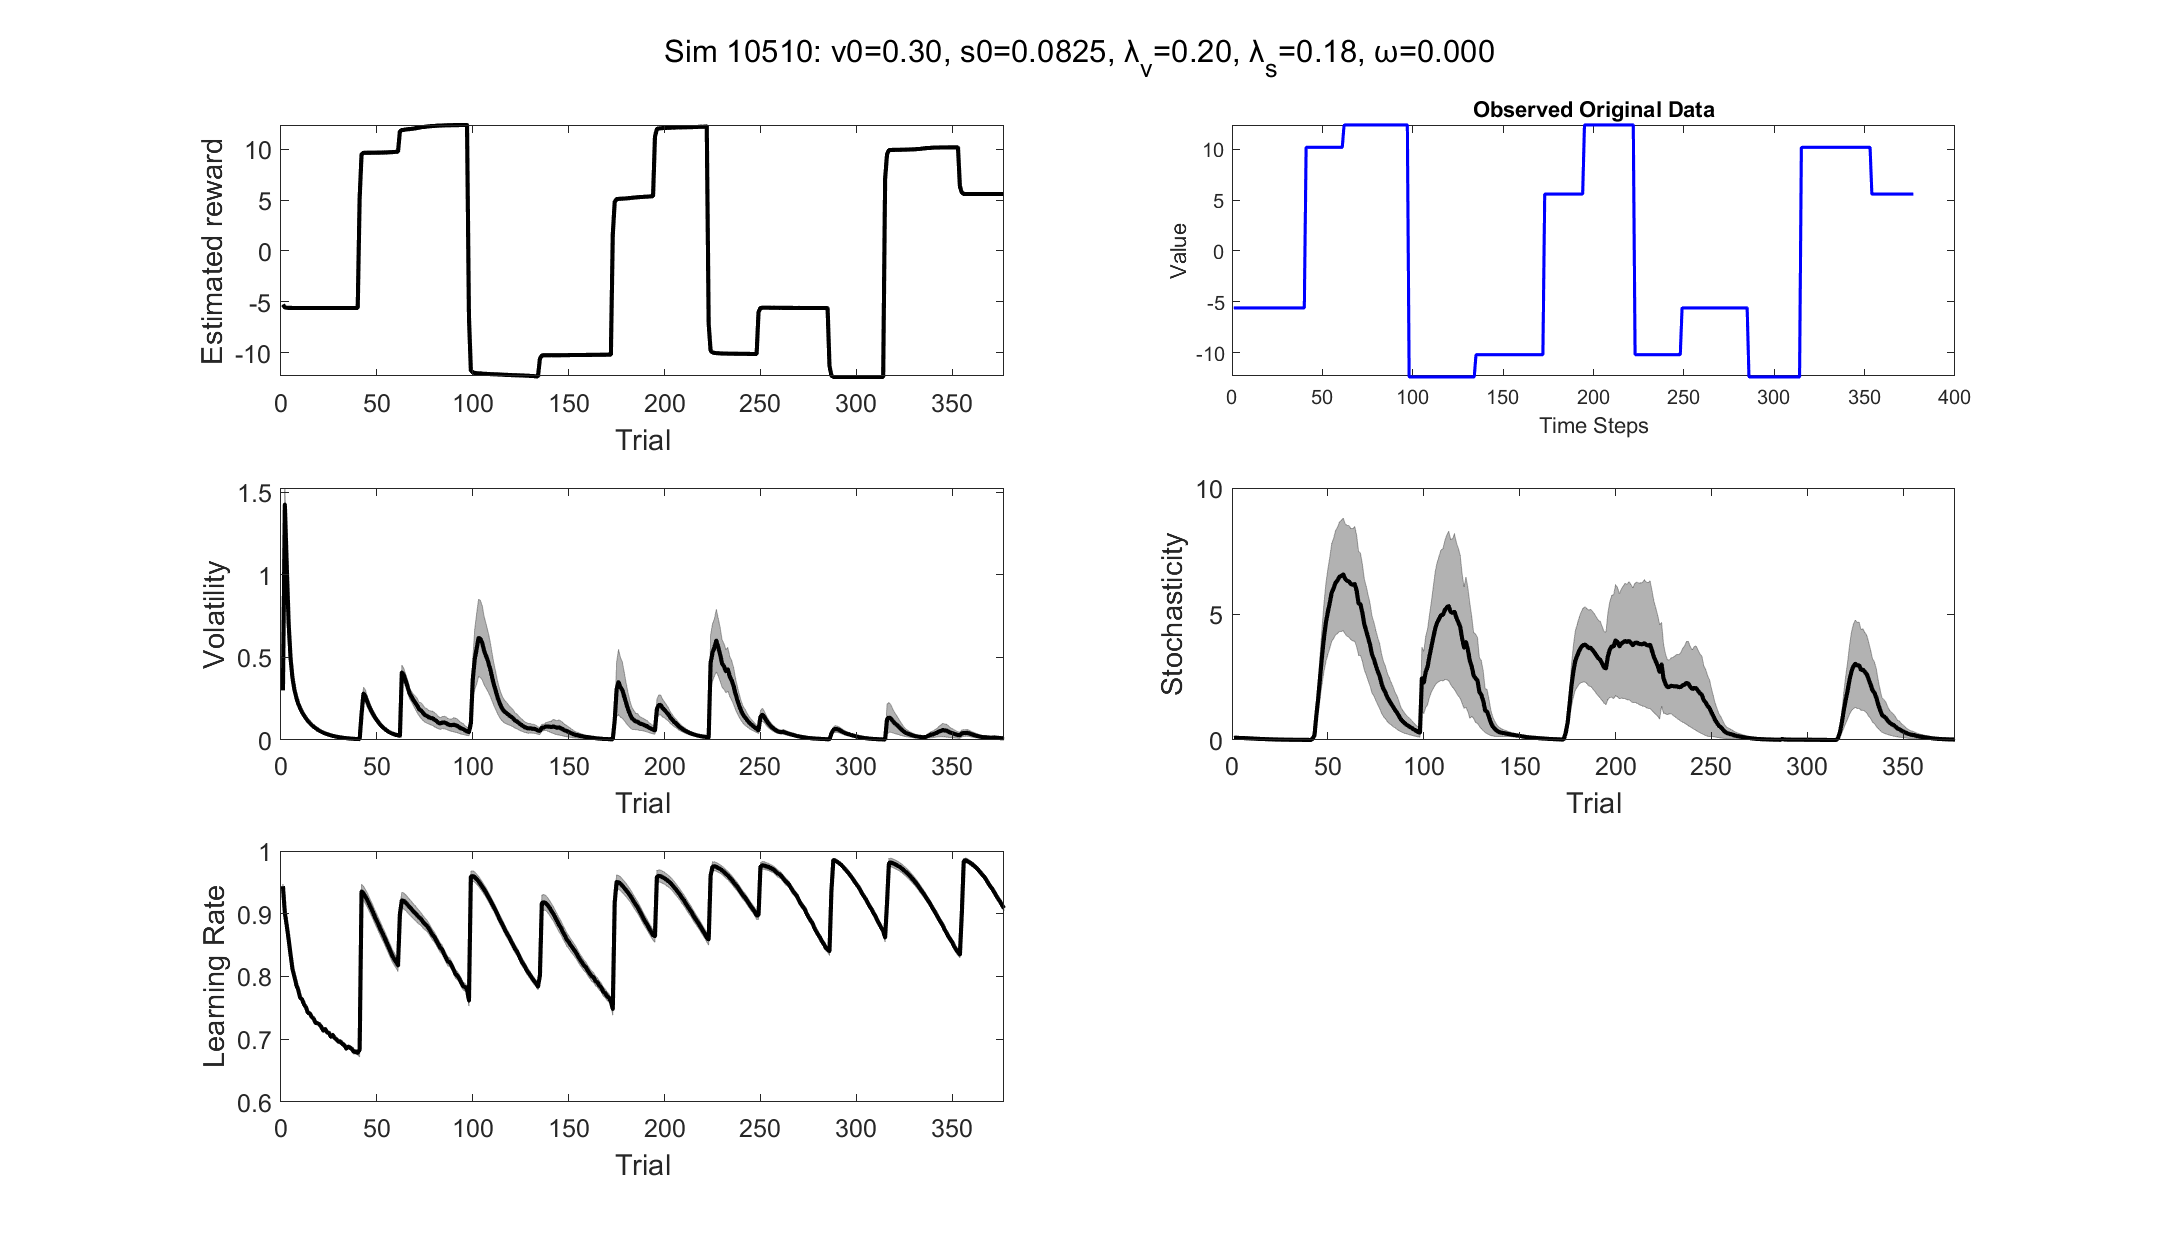 Sim 10510: v0=0.30, s0=0.0825, λ_v=0.20, λ_s=0.18, ω=0.000
Estimated reward
10
5
0
-5
-10
0 50 100 150 200 250 300 350
Trial
Observed Original Data
Value
10
5
0
-5
-10
0 50 100 150 200 250 300 350 400
Time Steps
Volatility
1.5
1
0.5
0
0 50 100 150 200 250 300 350
Trial
Stochasticity
10
5
0
0 50 100 150 200 250 300 350
Trial
Learning Rate
1
0.9
0.8
0.7
0.6
0 50 100 150 200 250 300 350
Trial